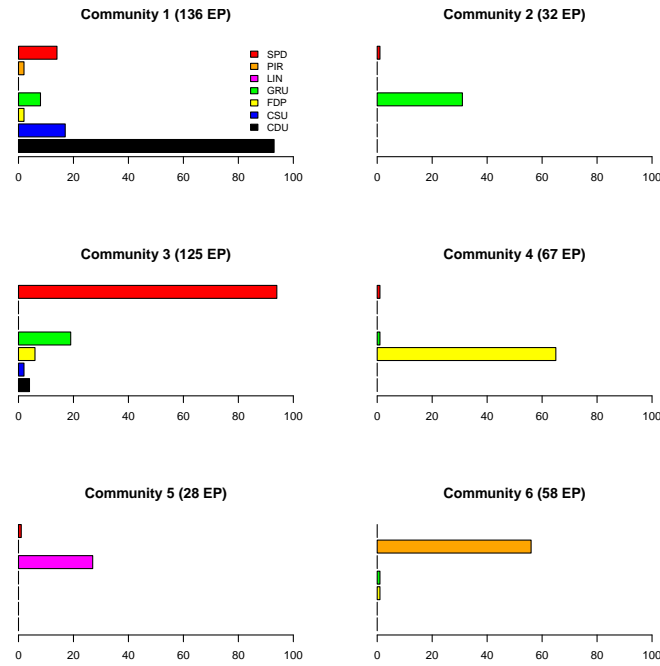 Community 1 (136 EP)
SPD
PIR
LIN
GRU
FDP
CSU
CDU
0 20 40 60 80 100
Community 2 (32 EP)
0 20 40 60 80 100
Community 3 (125 EP)
0 20 40 60 80 100
Community 4 (67 EP)
0 20 40 60 80 100
Community 5 (28 EP)
0 20 40 60 80 100
Community 6 (58 EP)
0 20 40 60 80 100